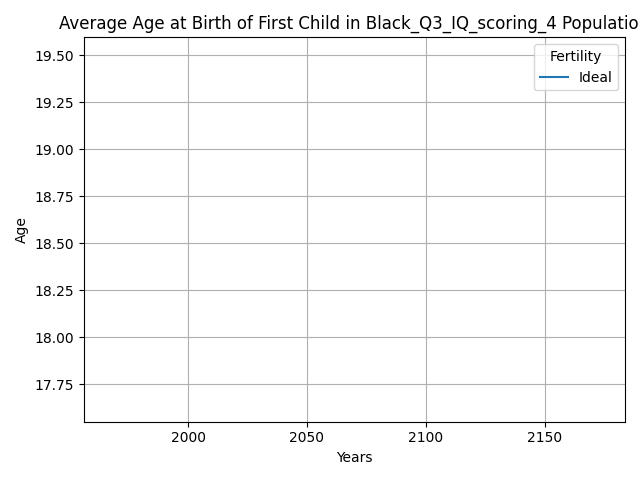 Average Age at Birth of First Child in Black_Q3_IQ_scoring_4 Populatio
Fertility
Ideal
19.50
19.25
19.00
18.75
18.50
18.25
18.00
17.75
Age
2000 2050 2100 2150
Years